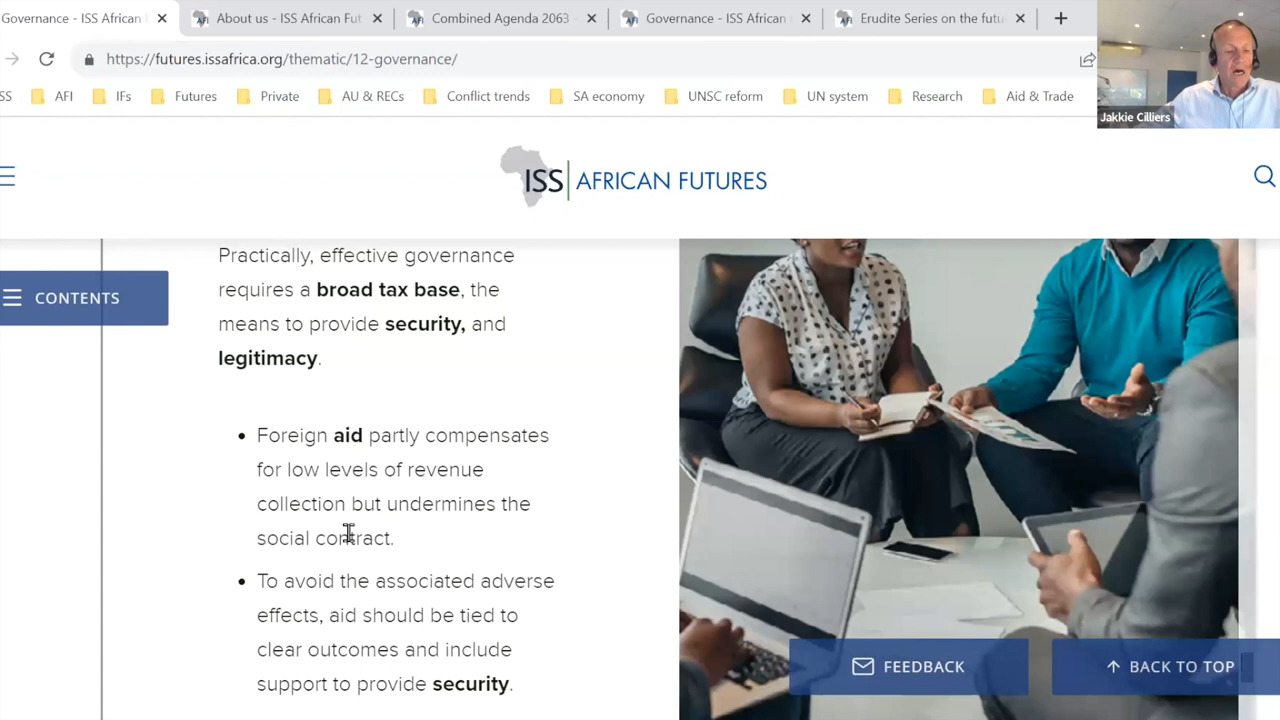 Governance - ISS African
About us - ISS African Fut
Combined Agenda 2063
Governance - ISS African
Erudite Series on the futu
https://futures.issafrica.org/thematic/12-governance/
SS
AFI
IFs
Futures
Private
AU & RECs
Conflict trends
SA economy
UNSC reform
UN system
Research
Aid & Trade
Jakkie Cilliers
ISS AFRICAN FUTURES
Practically, effective governance
requires a broad tax base, the
means to provide security, and
legitimacy.
CONTENTS
• Foreign aid partly compensates
for low levels of revenue
collection but undermines the
social contract.
• To avoid the associated adverse
effects, aid should be tied to
clear outcomes and include
support to provide security.
FEEDBACK
BACK TO TOP